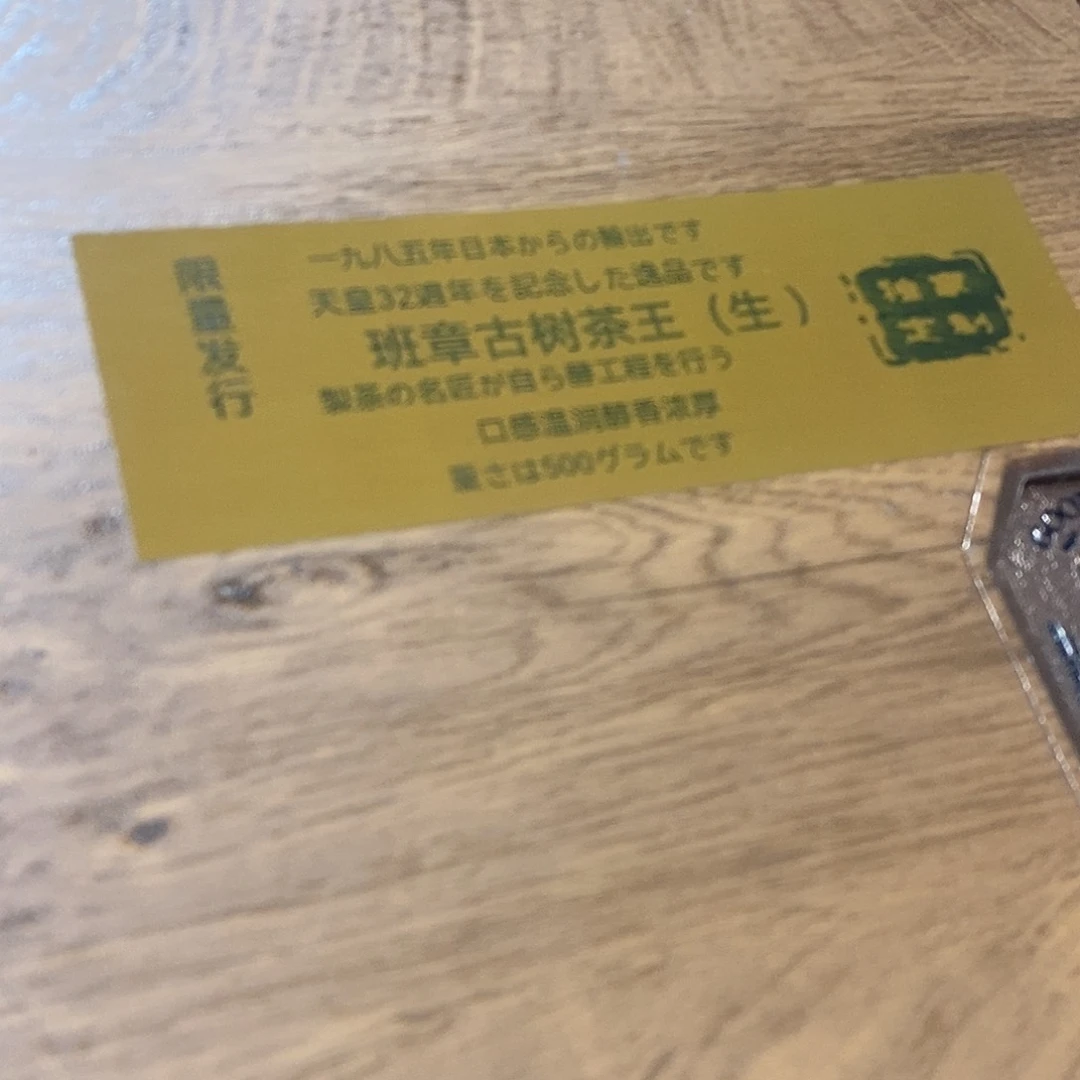 限量发行
一九八五年日本からの輸出です
天皇32週年を記念した逸品です
班章古树茶王（生）
製茶の名匠が自ら番工程を行う
口感温润醇香浓厚
重さは500グラムです